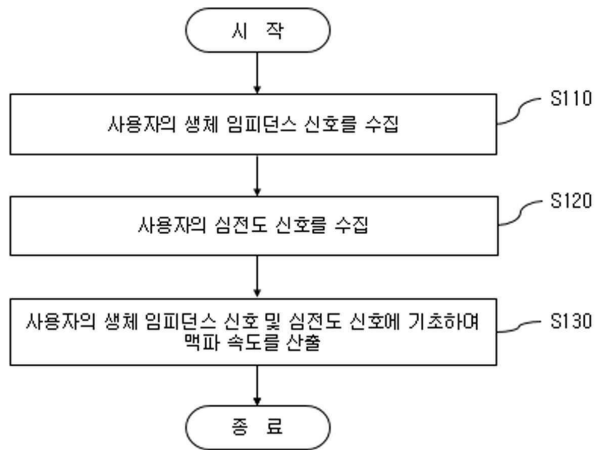 시 작
사용자의 생체 임피던스 신호를 수집
S110
사용자의 심전도 신호를 수집
S120
사용자의 생체 임피던스 신호 및 심전도 신호에 기초하며
맥파 속도를 산출
S130
종 료